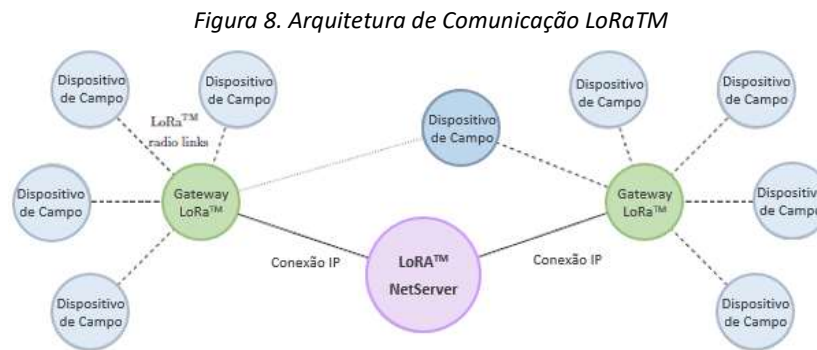 Figura 8. Arquitetura de Comunicação LoRaTM
Dispositivo
de Campo
Dispositivo
de Campo
LoRa™
radio links
Dispositivo
de Campo
Dispositivo
de Campo
Dispositivo
de Campo
Dispositivo
de Campo
Gateway
LoRa™
Dispositivo
de Campo
Gateway
LoRa™
Dispositivo
de Campo
Conexão IP
LoRA™
NetServer
Conexão IP
Dispositivo
de Campo
Dispositivo
de Campo